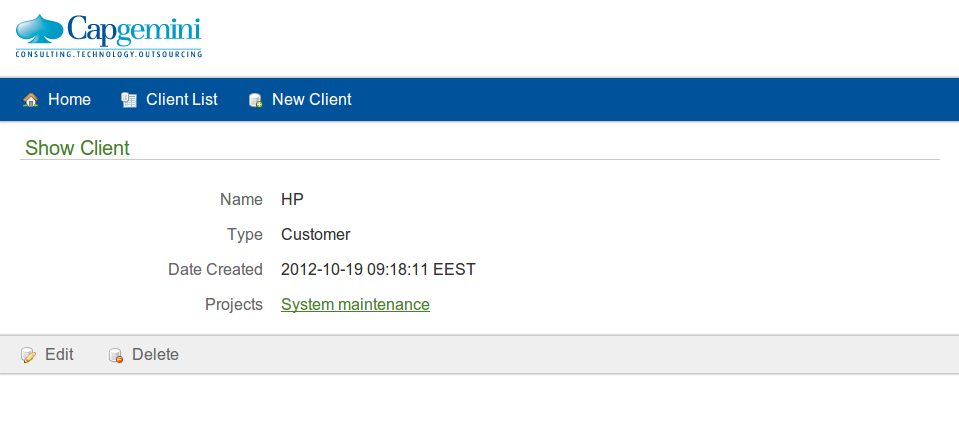 Capgemini
CONSULTING.TECHNOLOGY.OUTSOURCING
Home Client List New Client
Show Client
Name HP
Type Customer
Date Created 2012-10-19 09:18:11 EEST
Projects System maintenance
Edit Delete